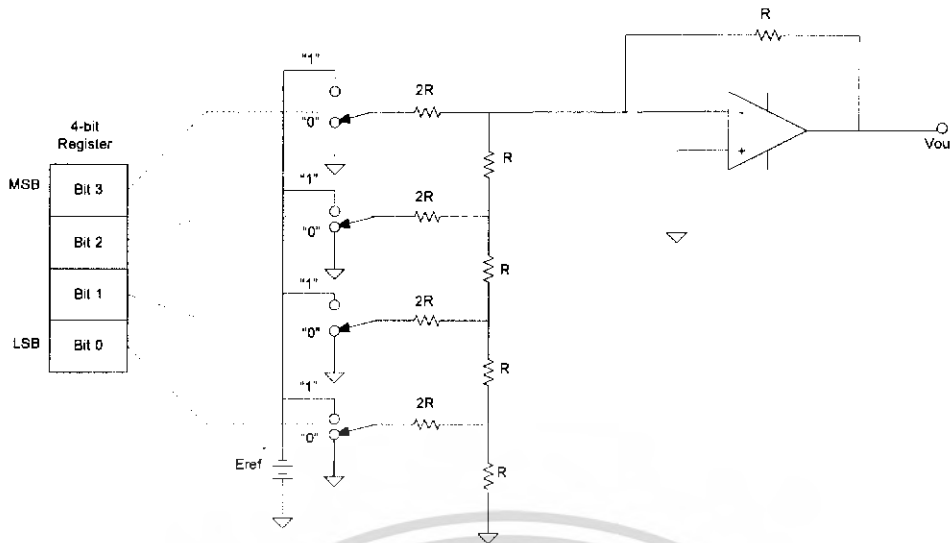 R
"1"
2R
"0"
-
+
Vou
4-bit
Register
MSB
Bit 3
R
"1"
2R
"0"
Bit 2
R
"1"
2R
Bit 1
"0"
LSB
Bit 0
R
"1"
2R
"0"
Eref
R